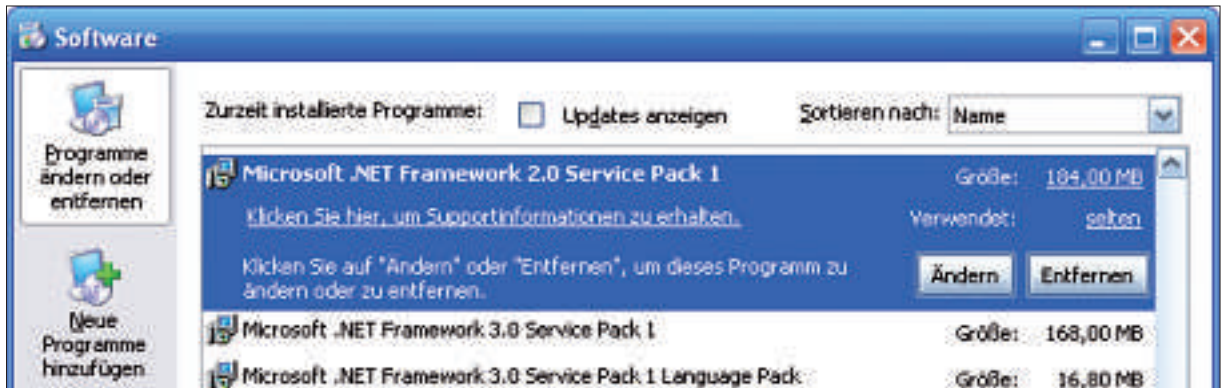 Software
Zurzeit installierte Programme:
Updates anzeigen
Sortieren nach:
Name
Programme
ändern oder
entfernen
Neue
Programme
hinzufügen
Microsoft .NET Framework 2.0 Service Pack 1
Größe: 184,00 MB
Klicken Sie hier, um Supportinformationen zu erhalten.
Verwendet: selten
Klicken Sie auf "Ändern" oder "Entfernen", um dieses Programm zu
ändern oder zu entfernen.
Ändern
Entfernen
Microsoft .NET Framework 3.0 Service Pack 1
Größe: 168,00 MB
Microsoft .NET Framework 3.0 Service Pack 1 Language Pack
Größe: 16,80 MB